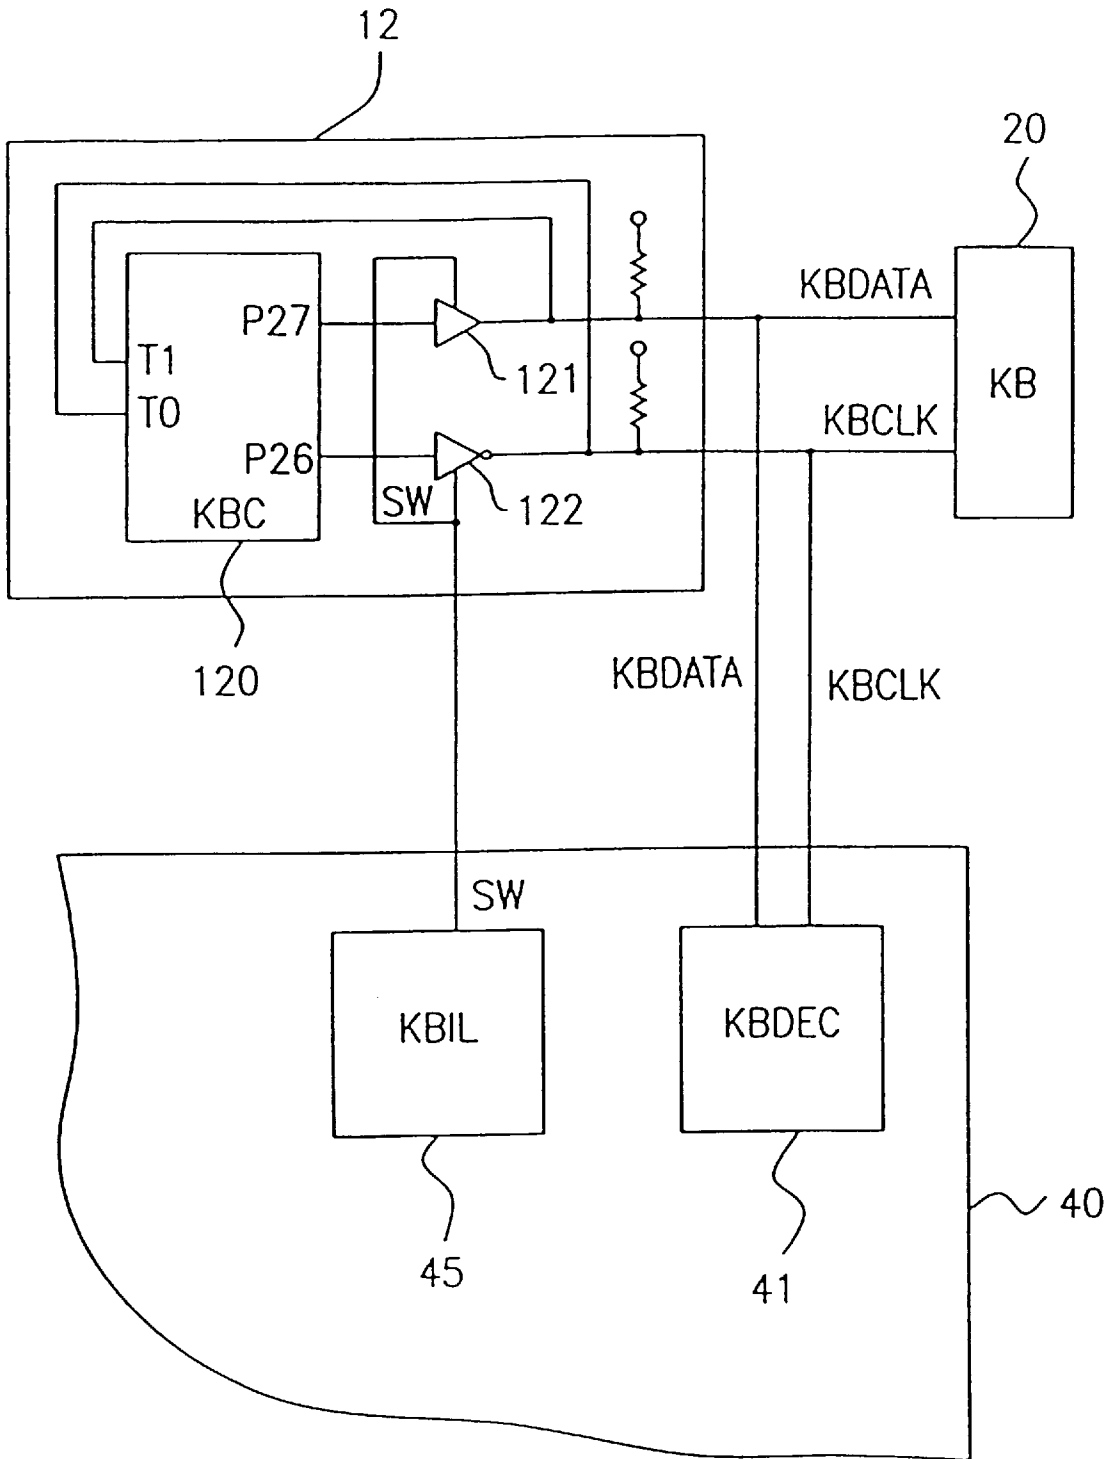 12
20
KBDATA
P27
T1
121
KB
T0
KBCLK
P26
SW
122
KBC
120
KBDATA
KBCLK
SW
KBIL
KBDEC
40
45
41